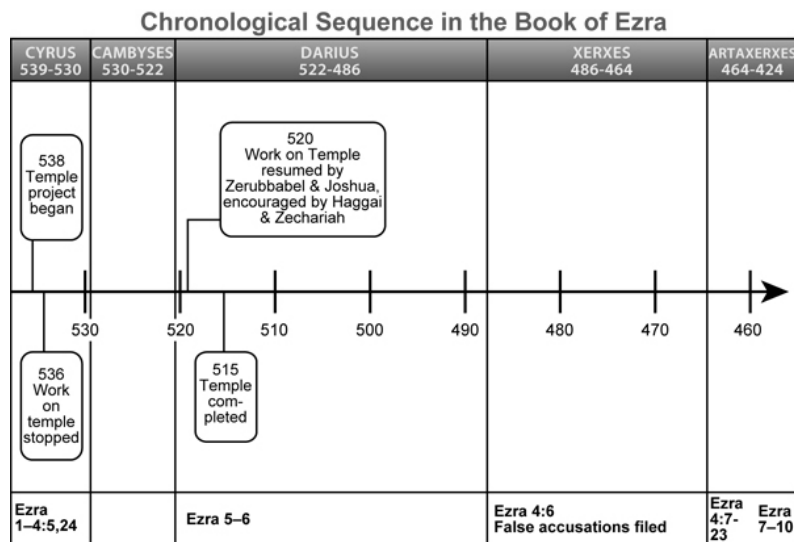 Chronological Sequence in the Book of Ezra
CYRUS
539-530
CAMBYSES
530-522
DARIUS
522-486
XERXES
486-464
ARTAXERXES
464-424
538
Temple
project
began
520
Work on Temple
resumed by
Zerubbabel & Joshua,
encouraged by Haggai
& Zechariah
530
520
510
500
490
480
470
460
536
Work
on
temple
stopped
515
Temple
com-
pleted
Ezra
1–4:5,24
Ezra 5–6
Ezra 4:6
False accusations filed
Ezra
4:7-
23
Ezra
7–10